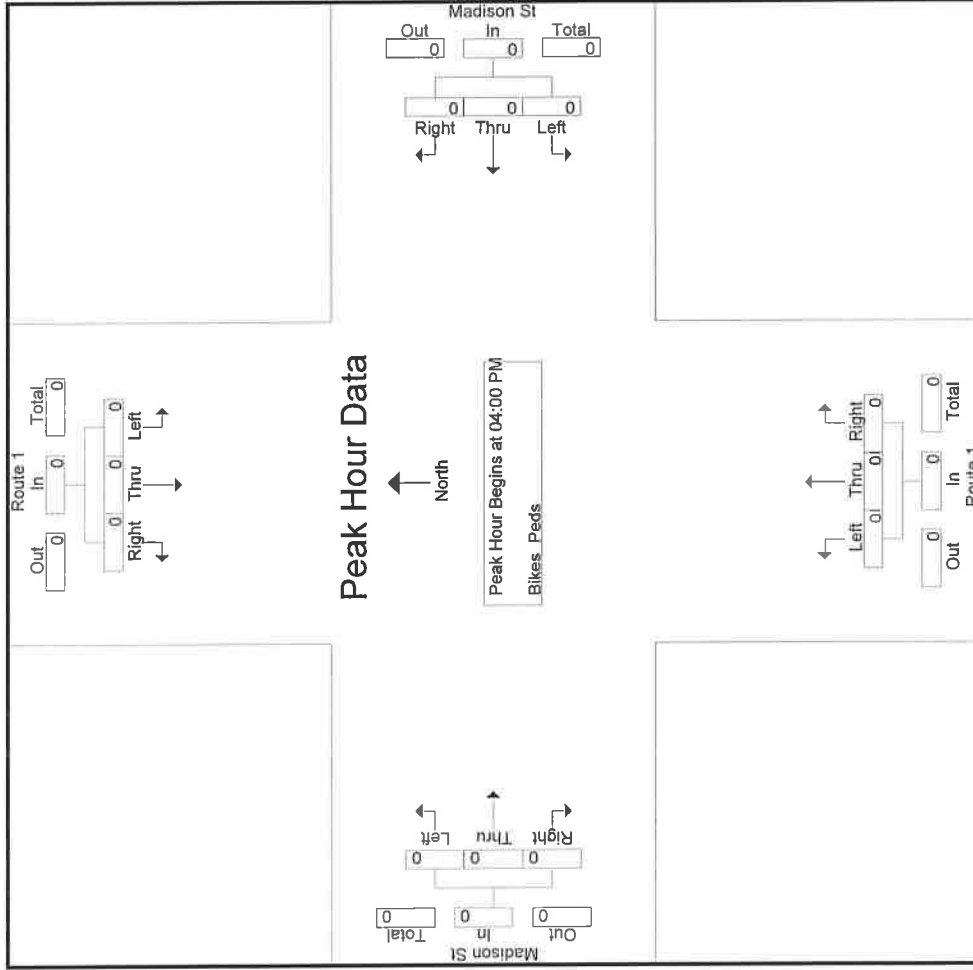 Madison St
Out In Total
0 0 0
0 0 0
Right Thru Left
Route 1
Out In Total
0 0 0
0 0 0
Right Thru Left
Peak Hour Data
North
Peak Hour Begins at 04:00 PM
Bikes Peds
Left Thru Right
0 0 0
0 0 0
Out In Total
Route 1
Left Thru Right
0 0 0
0 0 0
Total In Out
Madison St